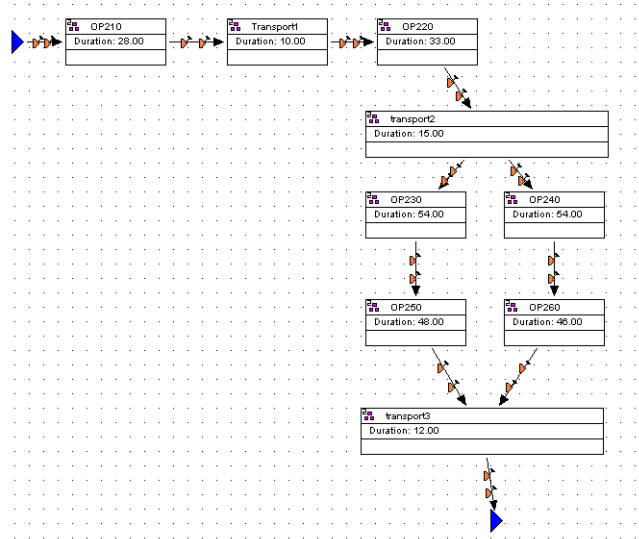 OP210
Duration: 28.00
Transport1
Duration: 10.00
OP220
Duration: 33.00
transport2
Duration: 15.00
OP230
Duration: 54.00
OP240
Duration: 54.00
OP250
Duration: 48.00
OP260
Duration: 46.00
transport3
Duration: 12.00